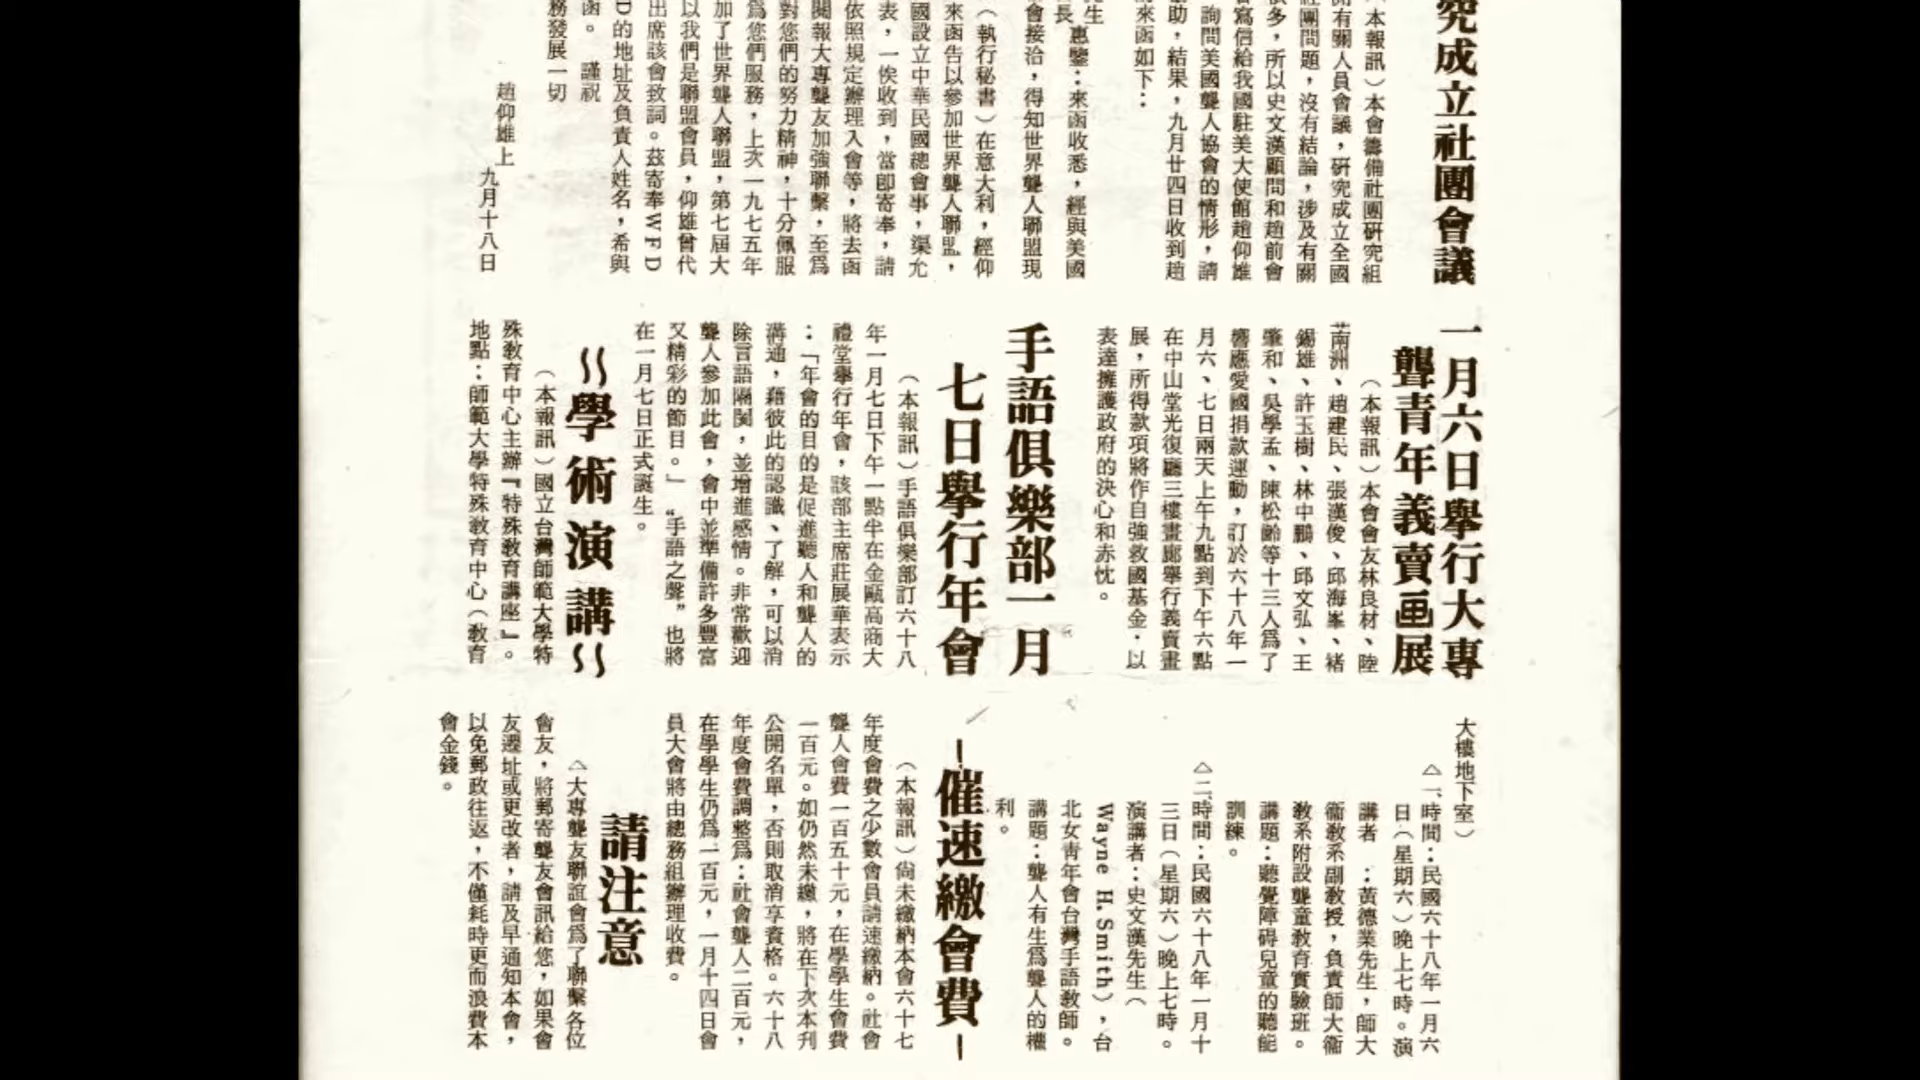 究成立社團會議
(本報訊)本會籌備社團研究組
有關人員會議,研究成立全國
社團問題,沒有結論,涉及有關
很多,所以史文漢顧問和趙前會
寫信給我國駐美大使館趙仰雄
詢問美國聾人協會的情形,請
助,結果,九月廿四日收到趙
來函如下:
先生
長 惠鑒:來函收悉,經與美國
會接洽,得知世界聾人聯盟現
(執行秘書)在意大利,經仰
來函告以參加世界聾人聯盟,
國設立中華民國總會事,渠允
表,一俟收到,當即寄奉,請
依照規定辦理入會等,將去函
閱報大專聾友加強聯繫,至爲
對您們的努力精神,十分佩服
爲您們服務,上次一九七五年
加了世界聾人聯盟,第七屆大
以我們是聯盟會員,仰雄曾代
出席該會致詞。茲寄奉WFD
D的地址及負責人姓名,希與
函。 謹祝
務發展一切
趙仰雄上
九月十八日
一月六日舉行大專
聾青年義賣画展
(本報訊)本會會友林良材、陸
南洲、趙建民、張漢俊、邱海峯、褚
錫雄、許玉樹、林中鵬、邱文弘、王
肇和、吳學孟、陳松齡等十三人爲了
響應愛國捐款運動,訂於六十八年一
月六、七日兩天上午九點到下午六點
在中山堂光復廳三樓畫廊舉行義賣畫
展,所得款項將作自強救國基金,以
表達擁護政府的決心和赤忱。
手語俱樂部一月
七日舉行年會
(本報訊)手語俱樂部訂六十八
年一月七日下午一點半在金甌高商大
禮堂舉行年會,該部主席莊展華表示
:「年會的目的是促進聽人和聾人的
溝通,藉彼此的認識、了解,可以消
除言語隔閡,並增進感情。非常歡迎
聾人參加此會,會中並準備許多豐富
又精彩的節目。」“手語之聲”也將
在一月七日正式誕生。
學術演講
(本報訊)國立台灣師範大學特
殊敎育中心主辦『特殊敎育講座』。
地點:師範大學特殊敎育中心(敎育
大樓地下室)
△一、時間:民國六十八年一月六
日(星期六)晚上七時。演
講者 :黃德業先生,師大
衞敎系副敎授,負責師大衞
敎系附設聾童敎育實驗班。
講題:聽覺障碍兒童的聽能
訓練。
△二、時間:民國六十八年一月十
三日(星期六)晚上七時。
演講者:史文漢先生(
Wayne H. Smith),台
北女靑年會台灣手語敎師。
講題:聾人有生爲聾人的權
利。
催速繳會費
(本報訊)尙未繳納本會六十七
年度會費之少數會員請速繳納。社會
聾人會費一百五十元,在學學生會費
一百元。如仍然未繳,將在下次本刊
公開名單,否則取消享資格。六十八
年度會費調整爲:社會聾人二百元,
在學學生仍爲一百元,一月十四日會
員大會將由總務組辦理收費。
請注意
△大專聾友聯誼會爲了聯繫各位
會友,將郵寄聾友會訊給您,如果會
友遷址或更改者,請及早通知本會,
以免郵政往返,不僅耗時更而浪費本
會金錢。